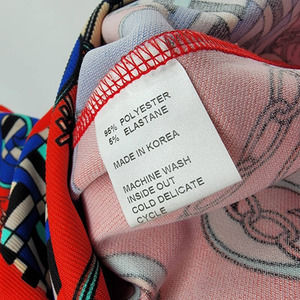 95% POLYESTER
5% ELASTANE
MADE IN KOREA
MACHINE WASH
INSIDE OUT
COLD DELICATE
CYCLE